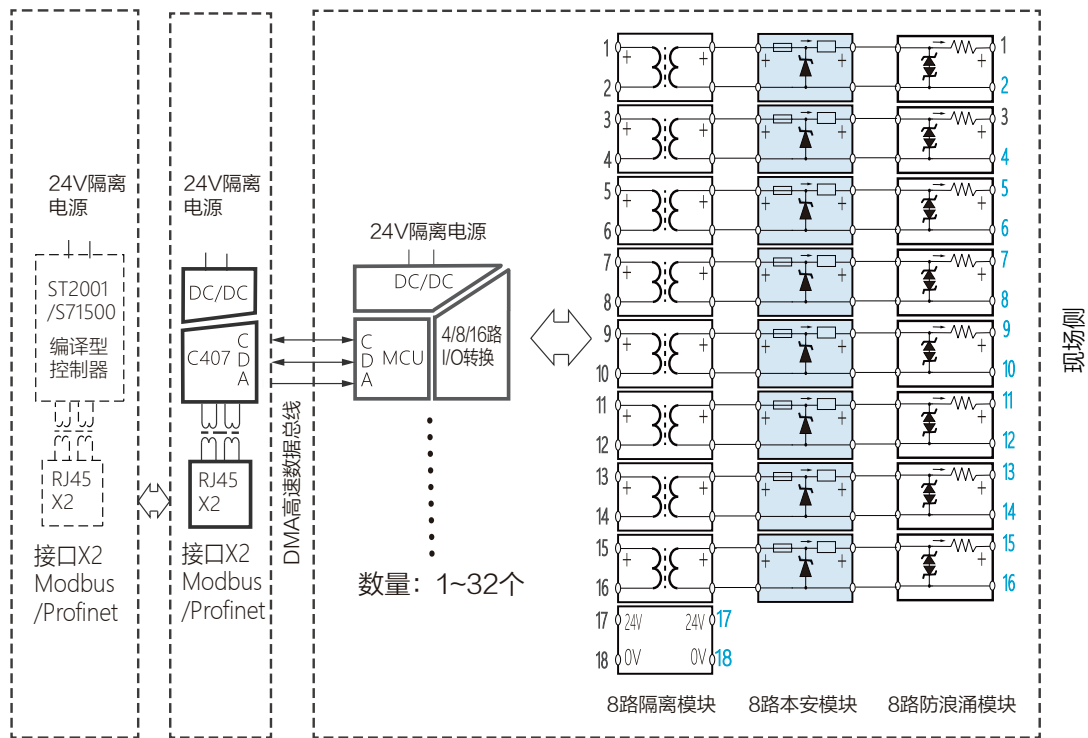 24V隔离
电源
ST2001
/S71500
编译型
控制器
RJ45
X2
接口X2
Modbus
/Profinet
24V隔离
电源
DC/DC
C407
C
D
A
RJ45
X2
接口X2
Modbus
/Profinet
DMA高速数据总线
24V隔离电源
DC/DC
C
D
A
MCU
4/8/16路
I/O转换
数量：1~32个
1
2
3
4
5
6
7
8
9
10
11
12
13
14
15
16
17
18
24V
24V
0V
0V
17
18
1
2
3
4
5
6
7
8
9
10
11
12
13
14
15
16
8路隔离模块
8路本安模块
8路防浪涌模块
现场侧